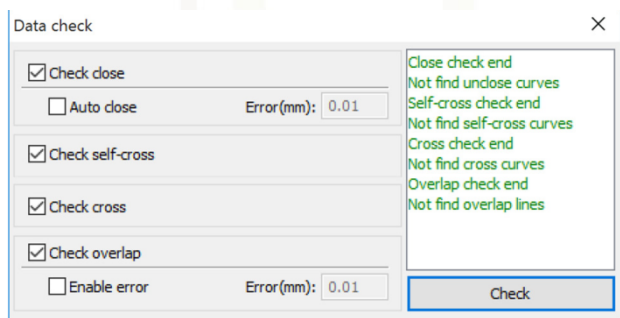 Data check
Check close
Auto close
Error(mm): 0.01
Check self-cross
Check cross
Check overlap
Enable error
Error(mm): 0.01
Close check end
Not find unclose curves
Self-cross check end
Not find self-cross curves
Cross check end
Not find cross curves
Overlap check end
Not find overlap lines
Check